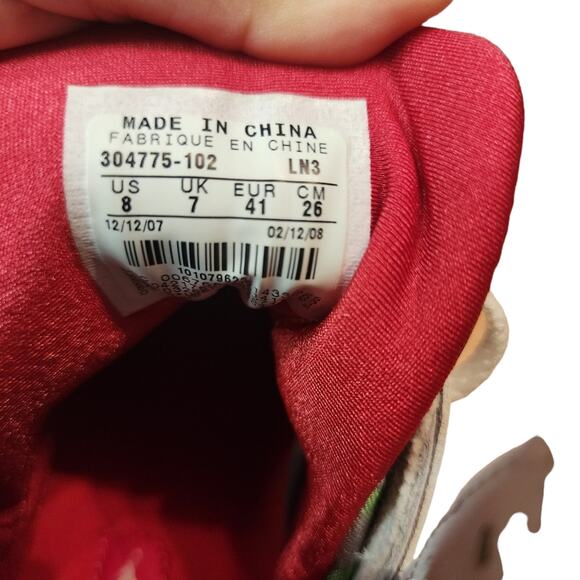 MADE IN CHINA
FABRIQUE EN CHINE
304775-102 LN3
US UK EUR CM
8 7 41 26
12/12/07 02/12/08